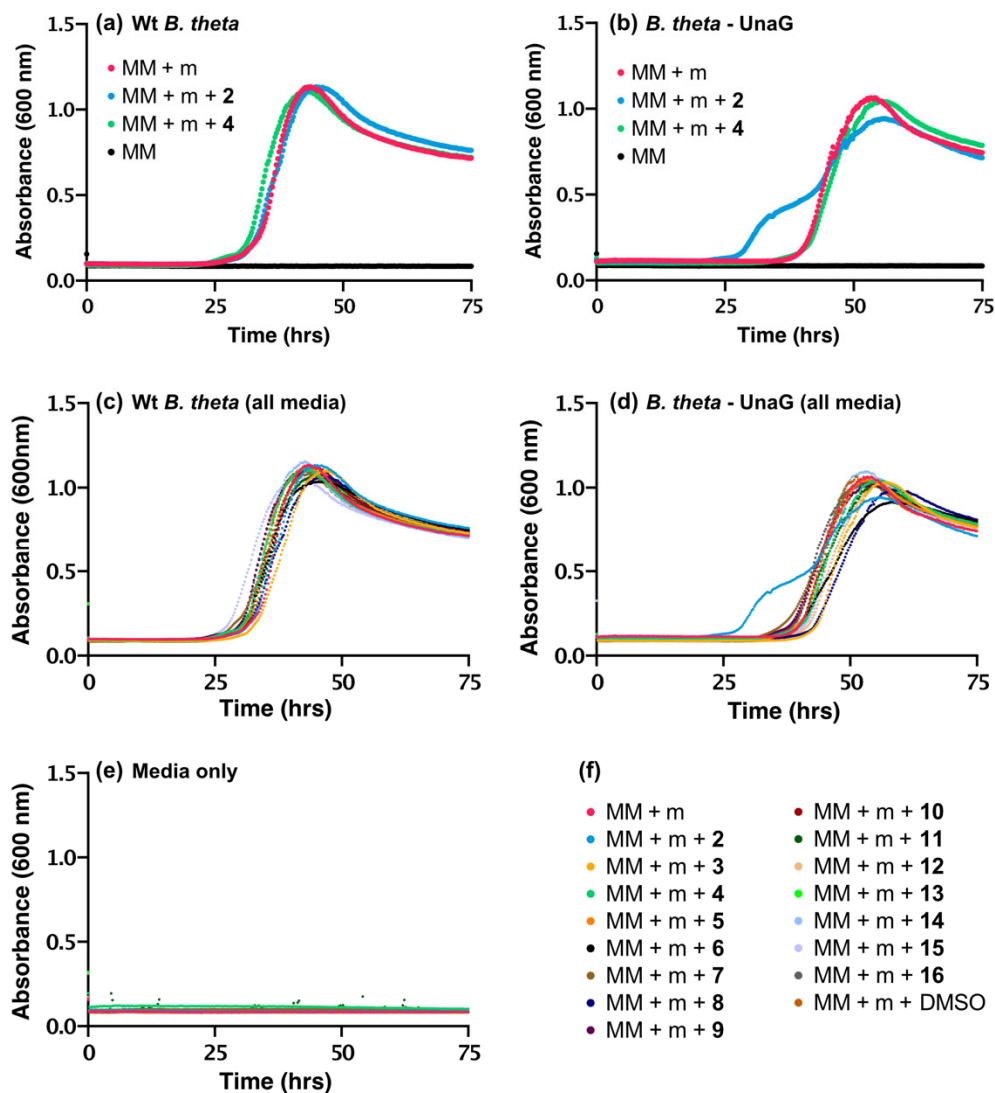 (a) Wt B. theta
MM + m
MM + m + 2
MM + m + 4
MM
Absorbance (600 nm)
1.5
1.0
0.5
0.0
0
25
50
75
Time (hrs)
(b) B. theta - UnaG
MM + m
MM + m + 2
MM + m + 4
MM
Absorbance (600 nm)
1.5
1.0
0.5
0.0
0
25
50
75
Time (hrs)
(c) Wt B. theta (all media)
Absorbance (600nm)
1.5
1.0
0.5
0.0
0
25
50
75
Time (hrs)
(d) B. theta - UnaG (all media)
Absorbance (600 nm)
1.5
1.0
0.5
0.0
0
25
50
75
Time (hrs)
(e) Media only
Absorbance (600 nm)
1.5
1.0
0.5
0.0
0
25
50
75
Time (hrs)
(f)
MM + m
MM + m + 2
MM + m + 3
MM + m + 4
MM + m + 5
MM + m + 6
MM + m + 7
MM + m + 8
MM + m + 9
MM + m + 10
MM + m + 11
MM + m + 12
MM + m + 13
MM + m + 14
MM + m + 15
MM + m + 16
MM + m + DMSO